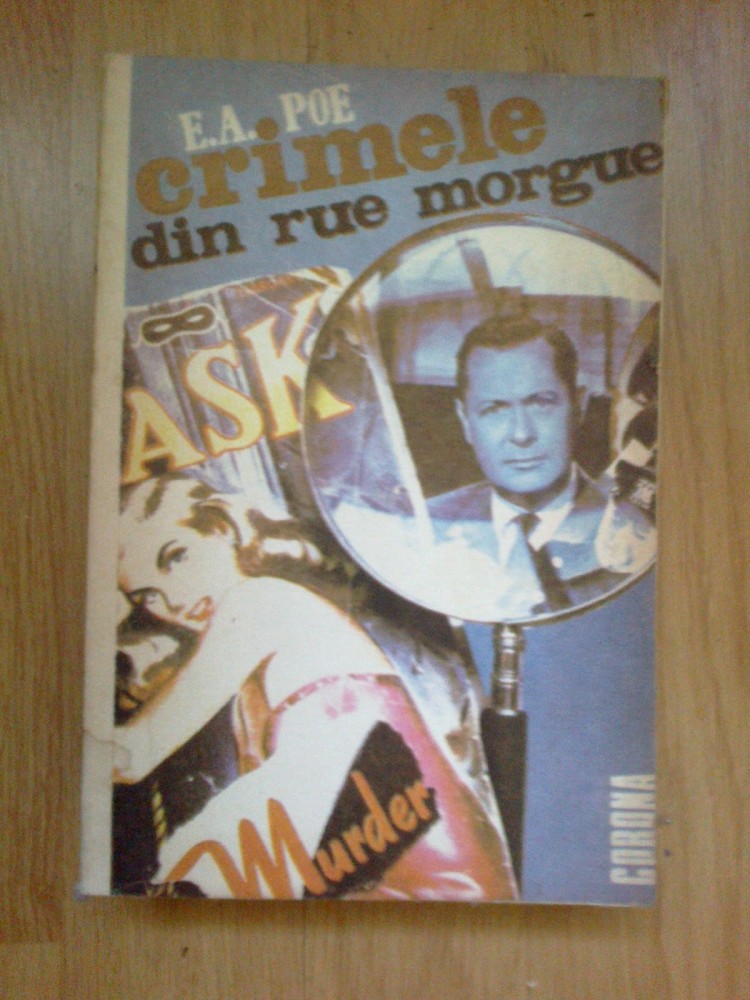 E.A. POE
crimele
din rue morgue
ASK
Murder
CORONA